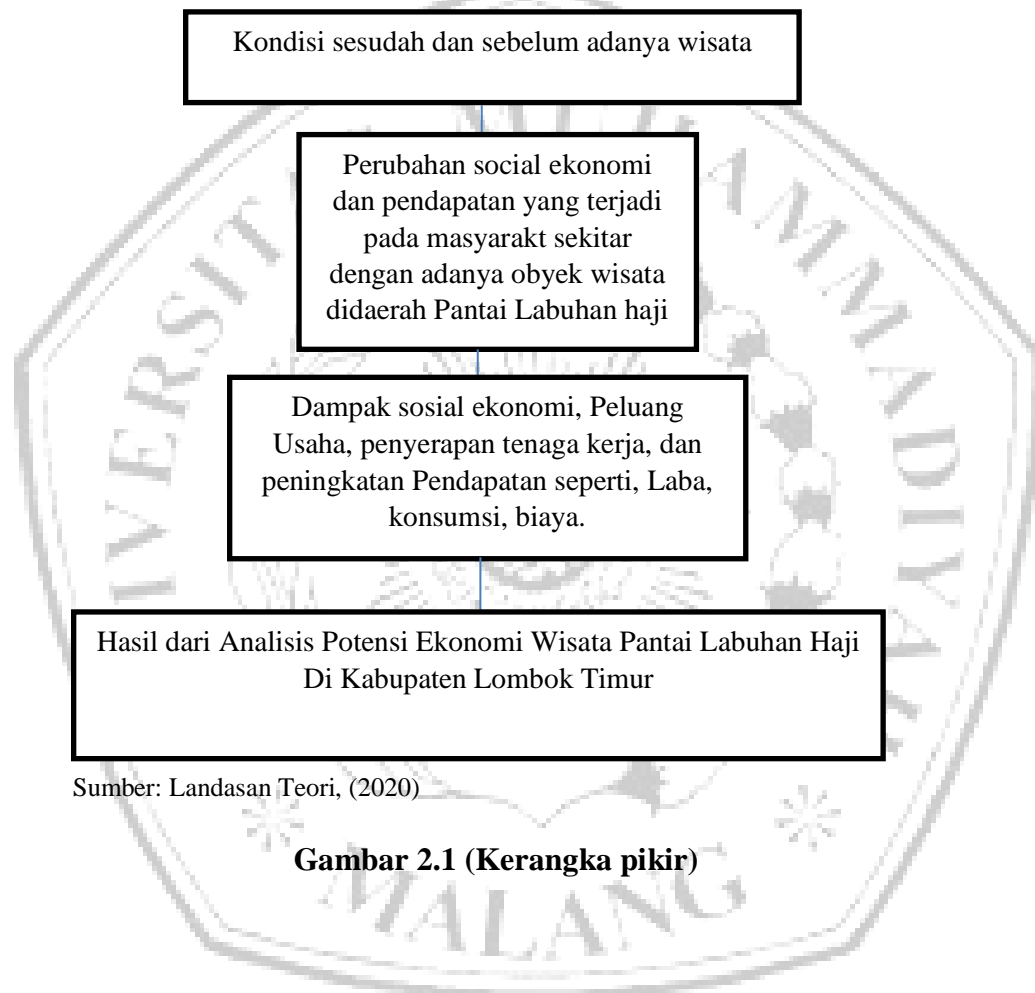 Kondisi sesudah dan sebelum adanya wisata
Perubahan social ekonomi
dan pendapatan yang terjadi
pada masyarakt sekitar
dengan adanya obyek wisata
didaerah Pantai Labuhan haji
Dampak sosial ekonomi, Peluang
Usaha, penyerapan tenaga kerja, dan
peningkatan Pendapatan seperti, Laba,
konsumsi, biaya.
Hasil dari Analisis Potensi Ekonomi Wisata Pantai Labuhan Haji
Di Kabupaten Lombok Timur
Sumber: Landasan Teori, (2020)
Gambar 2.1 (Kerangka pikir)
MALANG